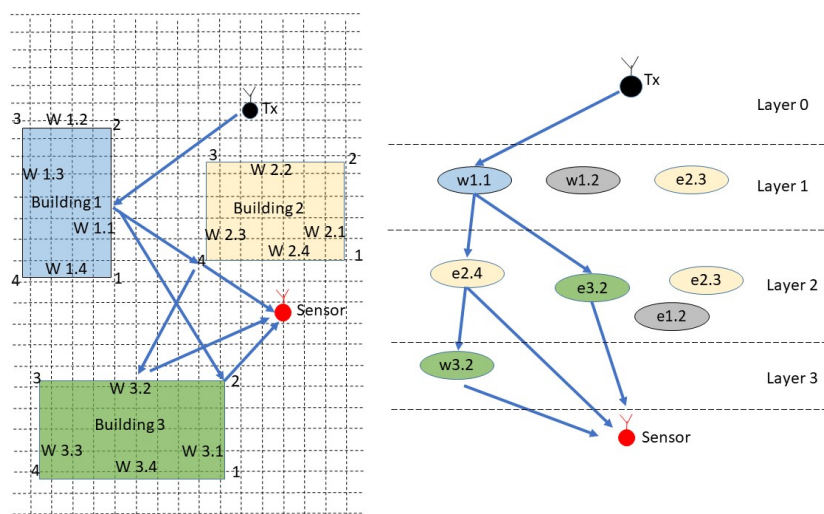 3
W 1.2
2
W 1.3
Building 1
W 1.1
4
W 1.4
1
Tx
3
W 2.2
2
Building 2
W 2.3
W 2.1
W 2.4
4
1
Sensor
3
W 3.2
2
Building 3
W 3.3
W 3.1
4
W 3.4
1
Tx
Layer 0
w1.1
w1.2
e2.3
Layer 1
e2.4
e3.2
e2.3
e1.2
Layer 2
w3.2
Layer 3
Sensor